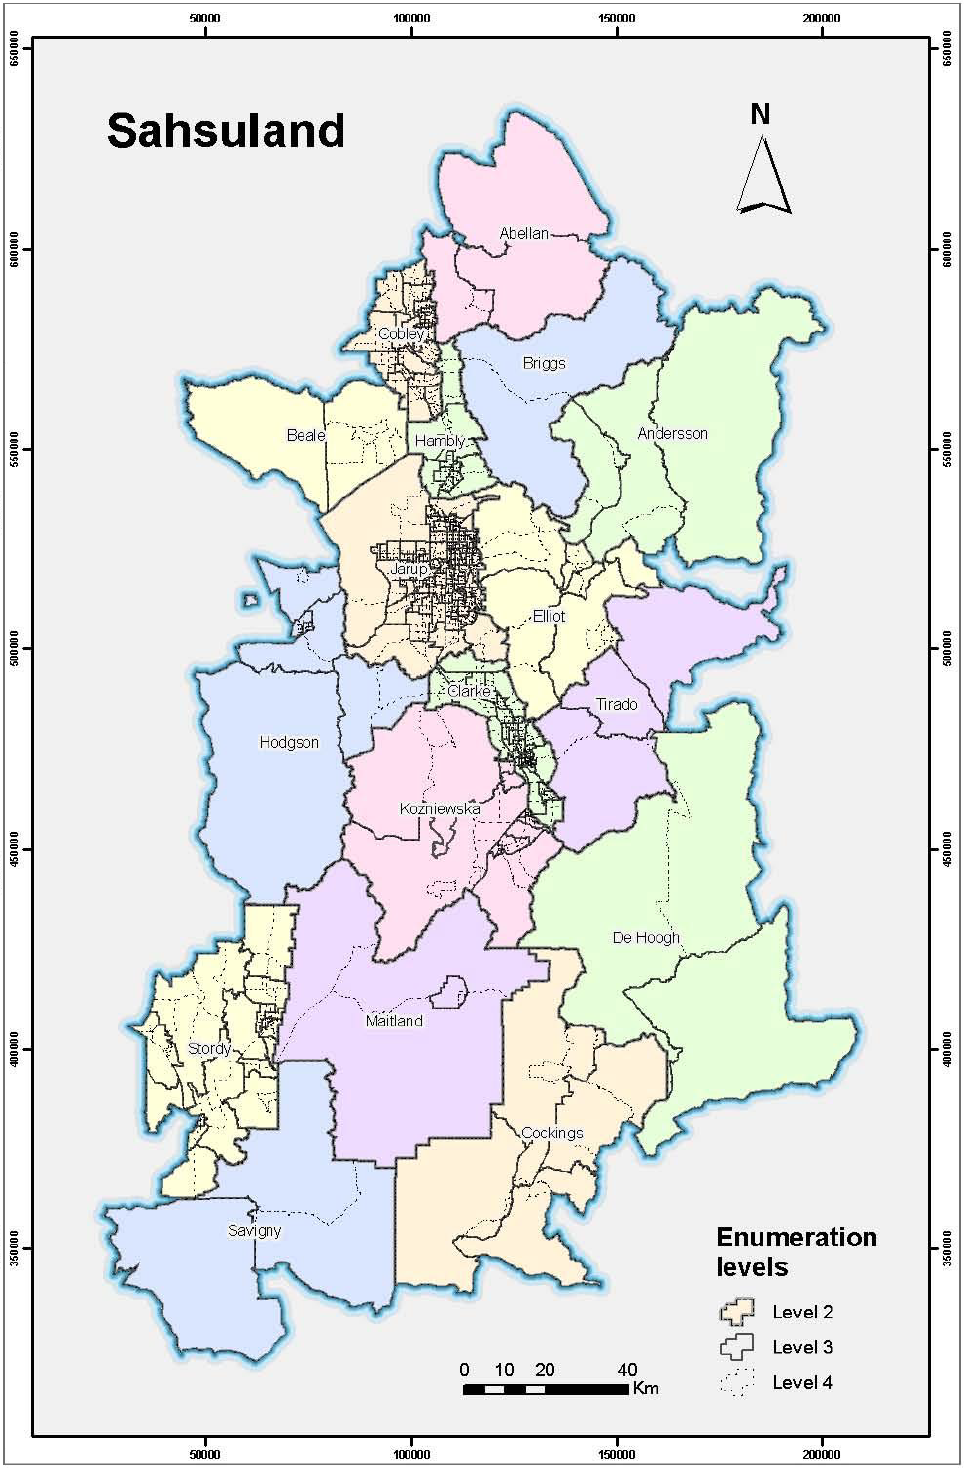 50000 100000 150000 200000
650000 650000
Sahsuland
N
Abellan
600000 600000
Cobley
Briggs
Andersson
Beale
Hambly
550000 550000
Jarup
Elliot
500000 500000
Clarke
Tirado
Hodgson
Kozniewska
450000 450000
De Hoogh
Maitland
Stordy
400000 400000
Cockings
Savigny
350000 350000
Enumeration
levels
Level 2
Level 3
Level 4
0 10 20 40
Km
50000 100000 150000 200000